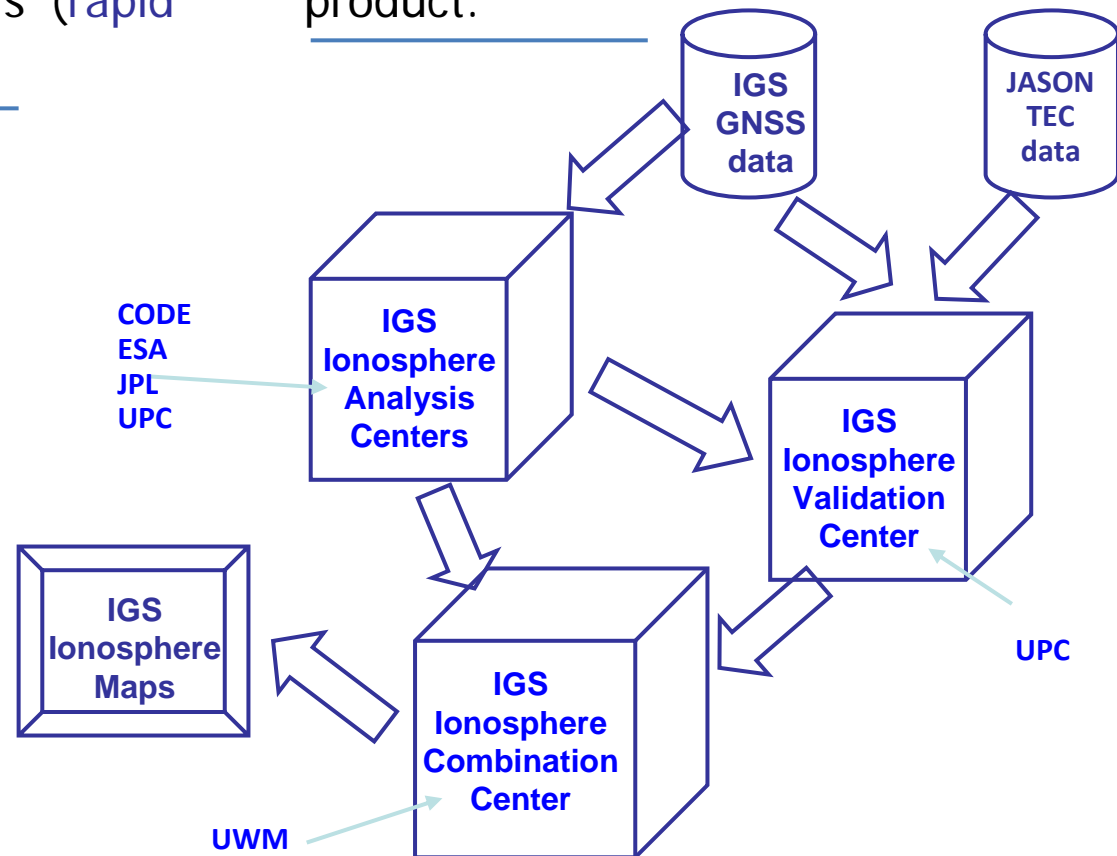 s (rapid
product.
IGS
GNSS
data
JASON
TEC
data
CODE
ESA
JPL
UPC
IGS
Ionosphere
Analysis
Centers
IGS
Ionosphere
Validation
Center
UPC
IGS
Ionosphere
Maps
IGS
Ionosphere
Combination
Center
UWM